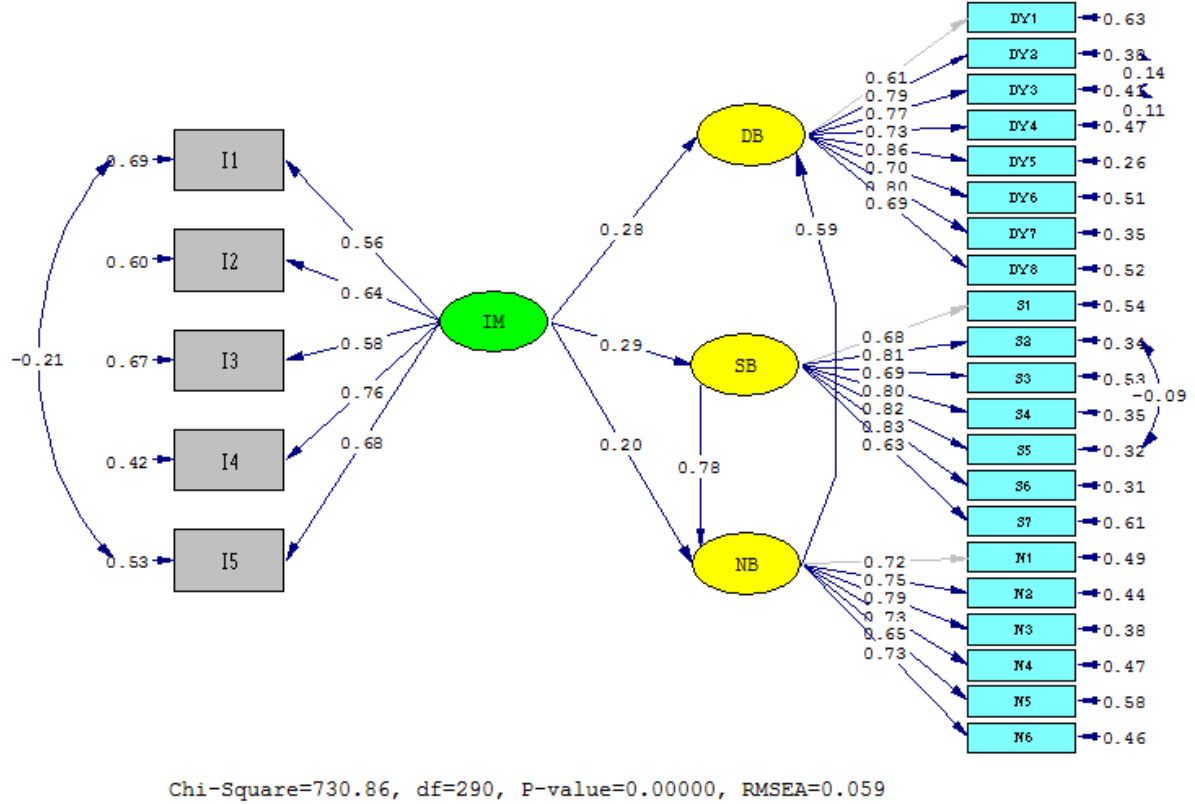 DY1 0.63
DY2 0.38
0.14
0.61
0.79
DY3 0.41
0.11
0.77
DY4 0.47
0.73
DB
0.86
DY5 0.26
0.69 I1
0.70
0.80
DY6 0.51
0.69
0.56 0.28 0.59
DY7 0.35
0.60 I2
DY8 0.52
0.64
S1 0.54
IM
0.68
S2 0.34
0.58 0.29
0.81
-0.21 0.67 I3
SB
0.69
S3 0.53
0.80
-0.09
0.76
0.82
S4 0.35
0.83
0.68 0.20
0.63
S5 0.32
0.42 I4
0.78
S6 0.31
S7 0.61
0.53 I5
NB
0.72
N1 0.49
0.75
N2 0.44
0.79
0.73
N3 0.38
0.65
0.73
N4 0.47
N5 0.58
N6 0.46
Chi-Square=730.86, df=290, P-value=0.00000, RMSEA=0.059